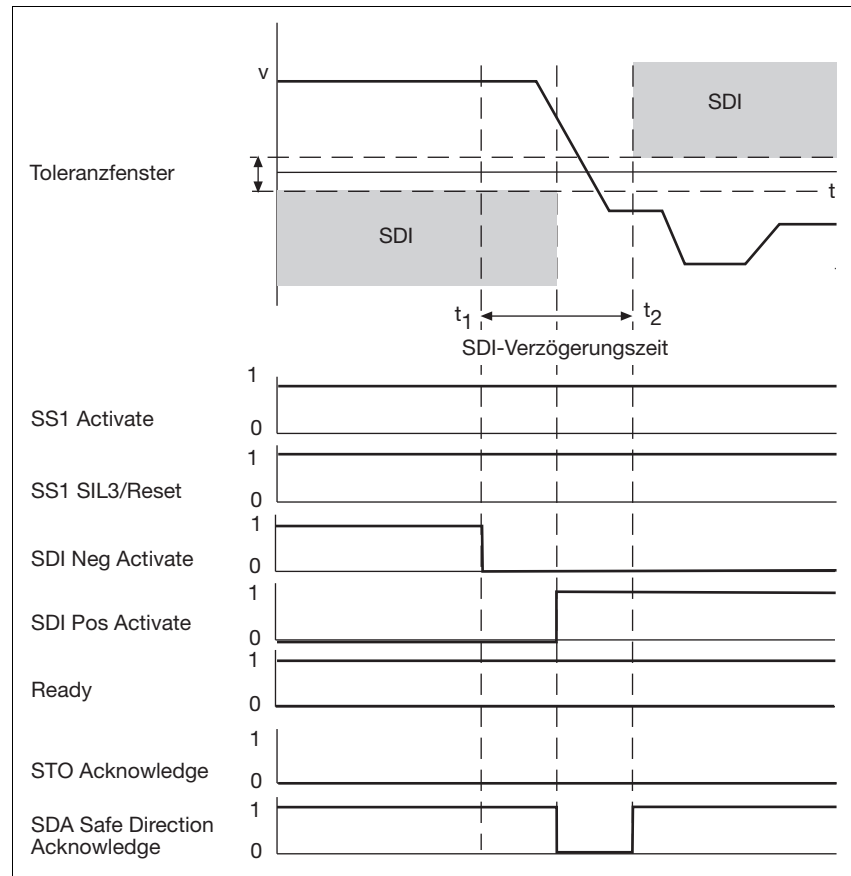 v
SDI
Toleranzfenster
t
SDI
t1
t2
SDI-Verzögerungszeit
1
SS1 Activate
0
1
SS1 SIL3/Reset
0
1
SDI Neg Activate
0
1
SDI Pos Activate
0
1
Ready
0
1
STO Acknowledge
0
1
SDA Safe Direction
Acknowledge
0